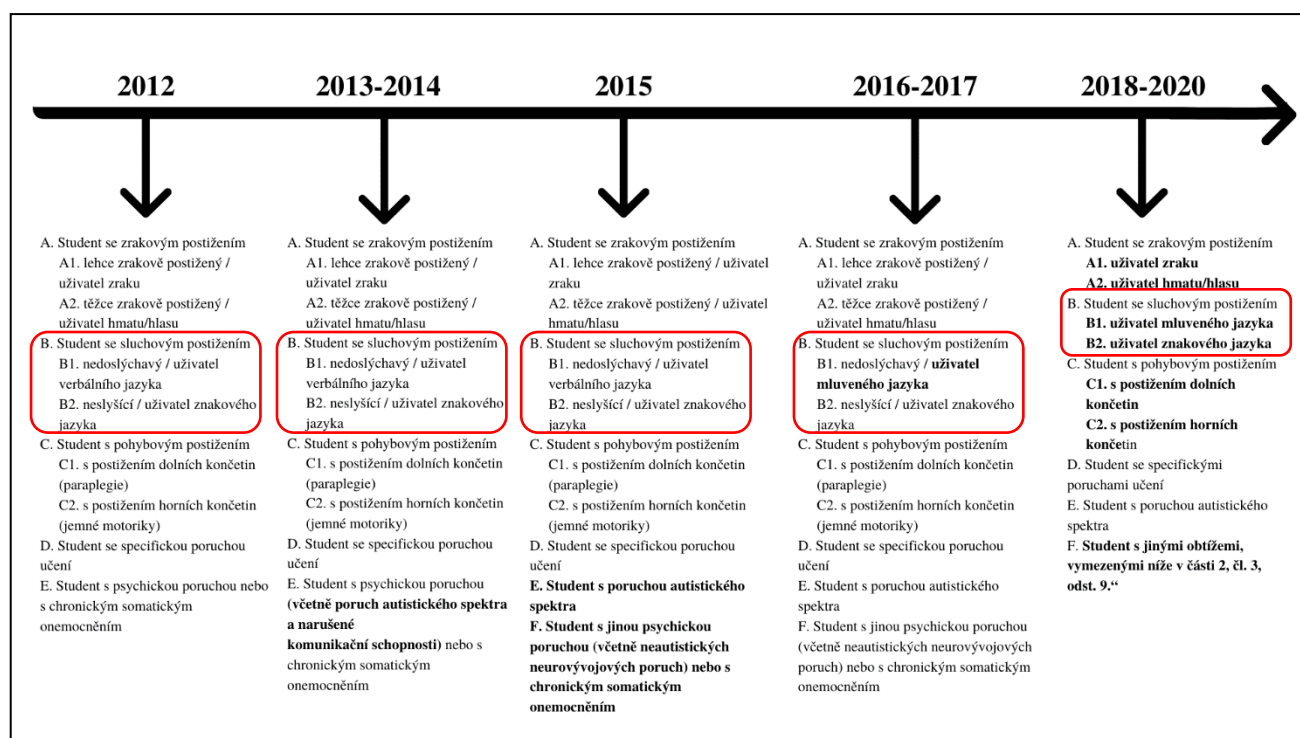 2012
2013-2014
2015
2016-2017
2018-2020
A. Student se zrakovým postižením
A1. lehce zrakově postižený /
uživatel zraku
A2. těžce zrakově postižený /
uživatel hmatu/hlasu
B. Student se sluchovým postižením
B1. nedoslýchavý / uživatel
verbálního jazyka
B2. neslyšící / uživatel znakového
jazyka
C. Student s pohybovým postižením
C1. s postižením dolních končetin
(paraplegie)
C2. s postižením horních končetin
(jemné motoriky)
D. Student se specifickou poruchou
učení
E. Student s psychickou poruchou nebo
s chronickým somatickým
onemocněním
A. Student se zrakovým postižením
A1. lehce zrakově postižený /
uživatel zraku
A2. těžce zrakově postižený /
uživatel hmatu/hlasu
B. Student se sluchovým postižením
B1. nedoslýchavý / uživatel
verbálního jazyka
B2. neslyšící / uživatel znakového
jazyka
C. Student s pohybovým postižením
C1. s postižením dolních končetin
(paraplegie)
C2. s postižením horních končetin
(jemné motoriky)
D. Student se specifickou poruchou
učení
E. Student s psychickou poruchou
(včetně poruch autistického spektra
a narušené
komunikační schopnosti) nebo s
chronickým somatickým
onemocněním
A. Student se zrakovým postižením
A1. lehce zrakově postižený / uživatel
zraku
A2. těžce zrakově postižený / uživatel
hmatu/hlasu
B. Student se sluchovým postižením
B1. nedoslýchavý / uživatel
verbálního jazyka
B2. neslyšící / uživatel znakového
jazyka
C. Student s pohybovým postižením
C1. s postižením dolních končetin
(paraplegie)
C2. s postižením horních končetin
(jemné motoriky)
D. Student se specifickou poruchou
učení
E. Student s poruchou autistického
spektra
F. Student s jinou psychickou
poruchou (včetně neautistických
neurovývojových poruch) nebo s
chronickým somatickým
onemocněním
A. Student se zrakovým postižením
A1. lehce zrakově postižený /
uživatel zraku
A2. těžce zrakově postižený /
uživatel hmatu/hlasu
B. Student se sluchovým postižením
B1. nedoslýchavý / uživatel
mluveného jazyka
B2. neslyšící / uživatel znakového
jazyka
C. Student s pohybovým postižením
C1. s postižením dolních končetin
(paraplegie)
C2. s postižením horních končetin
(jemné motoriky)
D. Student se specifickou poruchou
učení
E. Student s poruchou autistického
spektra
F. Student s jinou psychickou poruchou
(včetně neautistických neurovývojových
poruch) nebo s chronickým somatickým
onemocněním
A. Student se zrakovým postižením
A1. uživatel zraku
A2. uživatel hmatu/hlasu
B. Student se sluchovým postižením
B1. uživatel mluveného jazyka
B2. uživatel znakového jazyka
C. Student s pohybovým postižením
C1. s postižením dolních
končetin
C2. s postižením horních
končetin
D. Student se specifickými
poruchami učení
E. Student s poruchou autistického
spektra
F. Student s jinými obtížemi,
vymezenými níže v části 2, čl. 3,
odst. 9.“